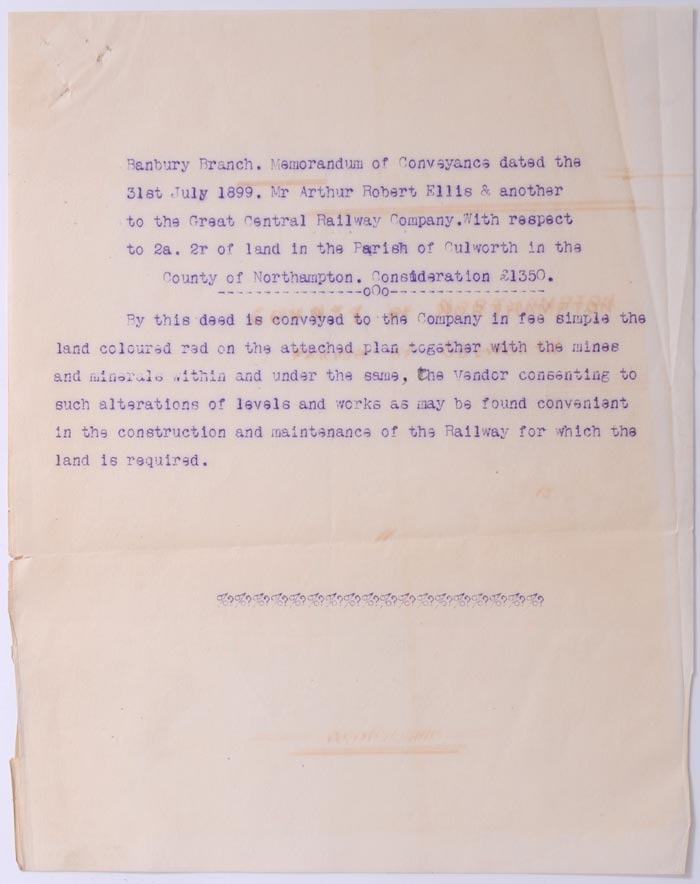 Banbury Branch. Memorandum of Conveyance dated the
31st July 1899. Mr Arthur Robert Ellis & another
to the Great Central Railway Company.With respect
to 2a. 2r of land in the Parish of Culworth in the
County of Northampton. Consideration £1350.
-----------------oOo------------------
By this deed is conveyed to the Company in fee simple the
land coloured red on the attached plan together with the mines
and minerals within and under the same, the Vendor consenting to
such alterations of levels and works as may be found convenient
in the construction and maintenance of the Railway for which the
land is required.